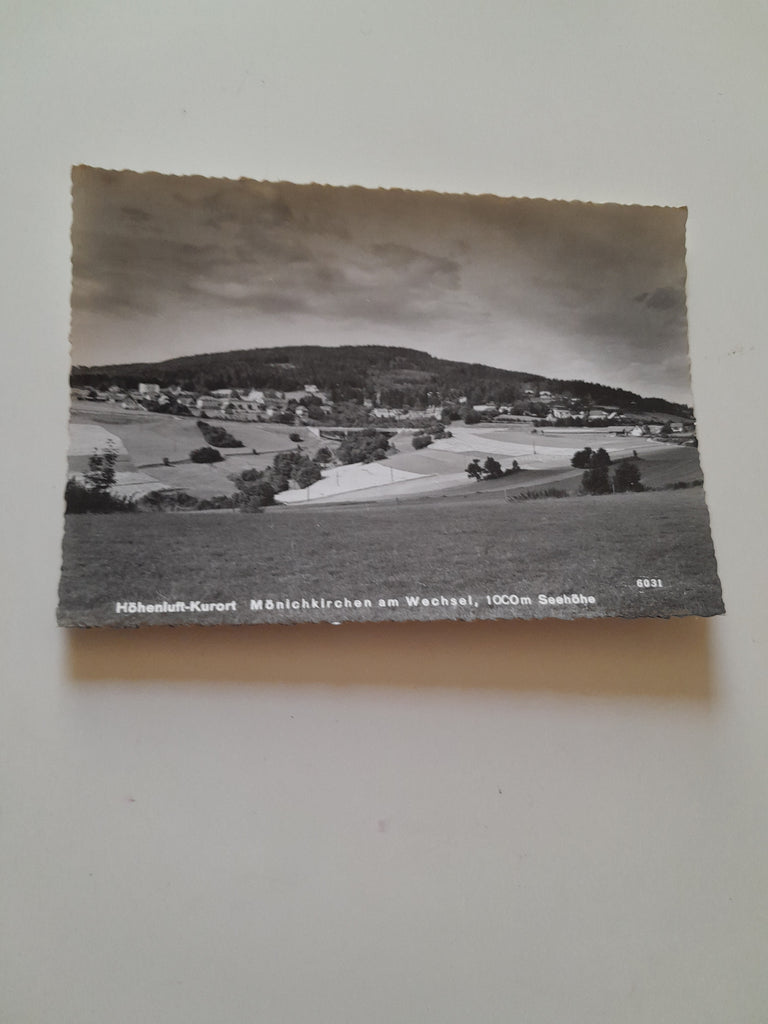 6031
Höhenluft-Kurort Mönichkirchen am Wechsel, 1000m Seehöhe